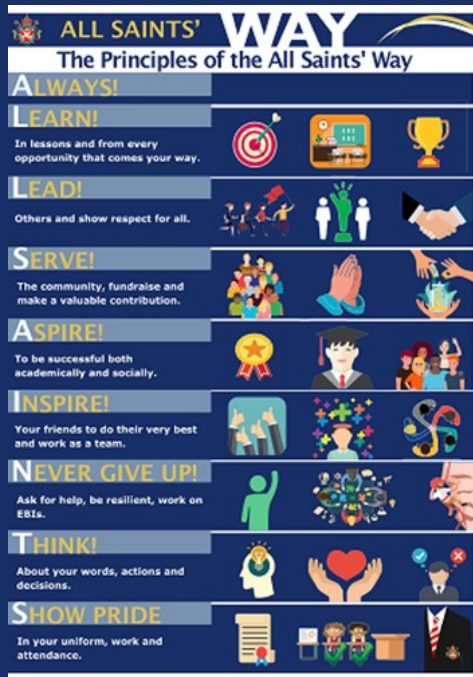 ALL SAINTS' WAY
The Principles of the All Saints' Way
ALWAYS!
LEARN!
In lessons and from every
opportunity that comes your way.
LEAD!
Others and show respect for all.
SERVE!
The community, fundraise and
make a valuable contribution.
ASPIRE!
To be successful both
academically and socially.
INSPIRE!
Your friends to do their very best
and work as a team.
NEVER GIVE UP!
Ask for help, be resilient, work on
EBIs.
THINK!
About your words, actions and
decisions.
SHOW PRIDE
In your uniform, work and
attendance.